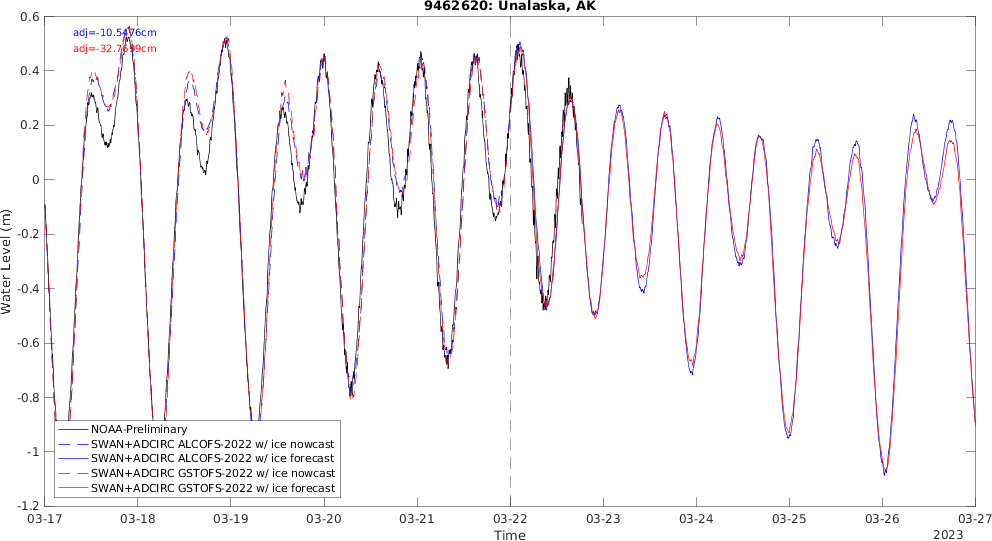 9462620: Unalaska, AK
adj=-10.5476cm
adj=-32.7699cm
Water Level (m)
0.6
0.4
0.2
0
-0.2
-0.4
-0.6
-0.8
-1
-1.2
NOAA-Preliminary
SWAN+ADCIRC ALCOFS-2022 w/ ice nowcast
SWAN+ADCIRC ALCOFS-2022 w/ ice forecast
SWAN+ADCIRC GSTOFS-2022 w/ ice nowcast
SWAN+ADCIRC GSTOFS-2022 w/ ice forecast
03-17 03-18 03-19 03-20 03-21 03-22 03-23 03-24 03-25 03-26 03-27
Time
2023